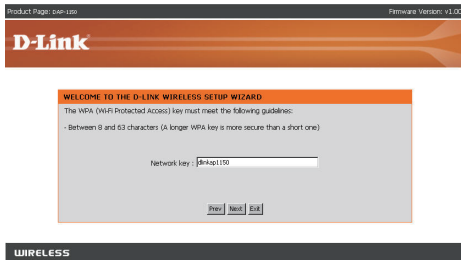 Product Page: DAP-1150
Firmware Version: v1.00
D-Link
WELCOME TO THE D-LINK WIRELESS SETUP WIZARD
The WPA (Wi-Fi Protected Access) key must meet the following guidelines:
- Between 8 and 63 characters (A longer WPA key is more secure than a short one)
Network key : dlinkap1150
Prev Next Exit
WIRELESS